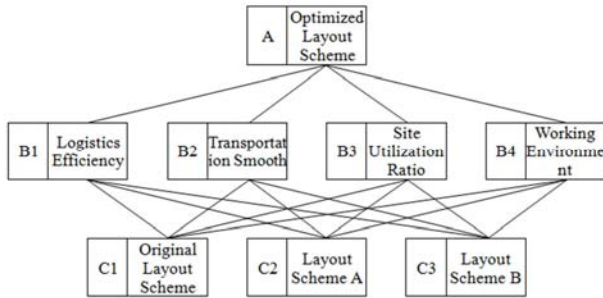 A
Optimized
Layout
Scheme
B1
Logistics
Efficiency
B2
Transportat
ion Smooth
B3
Site
Utilization
Ratio
B4
Working
Environme
nt
C1
Original
Layout
Scheme
C2
Layout
Scheme A
C3
Layout
Scheme B